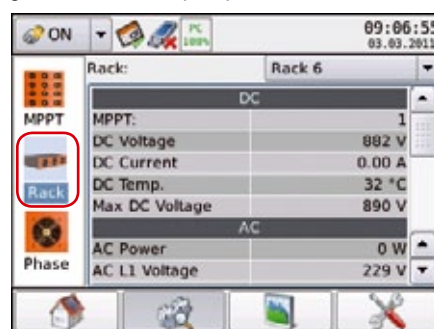 ON PC 100% 09:06:55
03.03.2011
Rack: Rack 6
DC
MPPT
MPPT: 1
DC Voltage 882 V
DC Current 0.00 A
Rack
DC Temp. 32 °C
Max DC Voltage 890 V
AC
AC Power 0 W
Phase
AC L1 Voltage 229 V